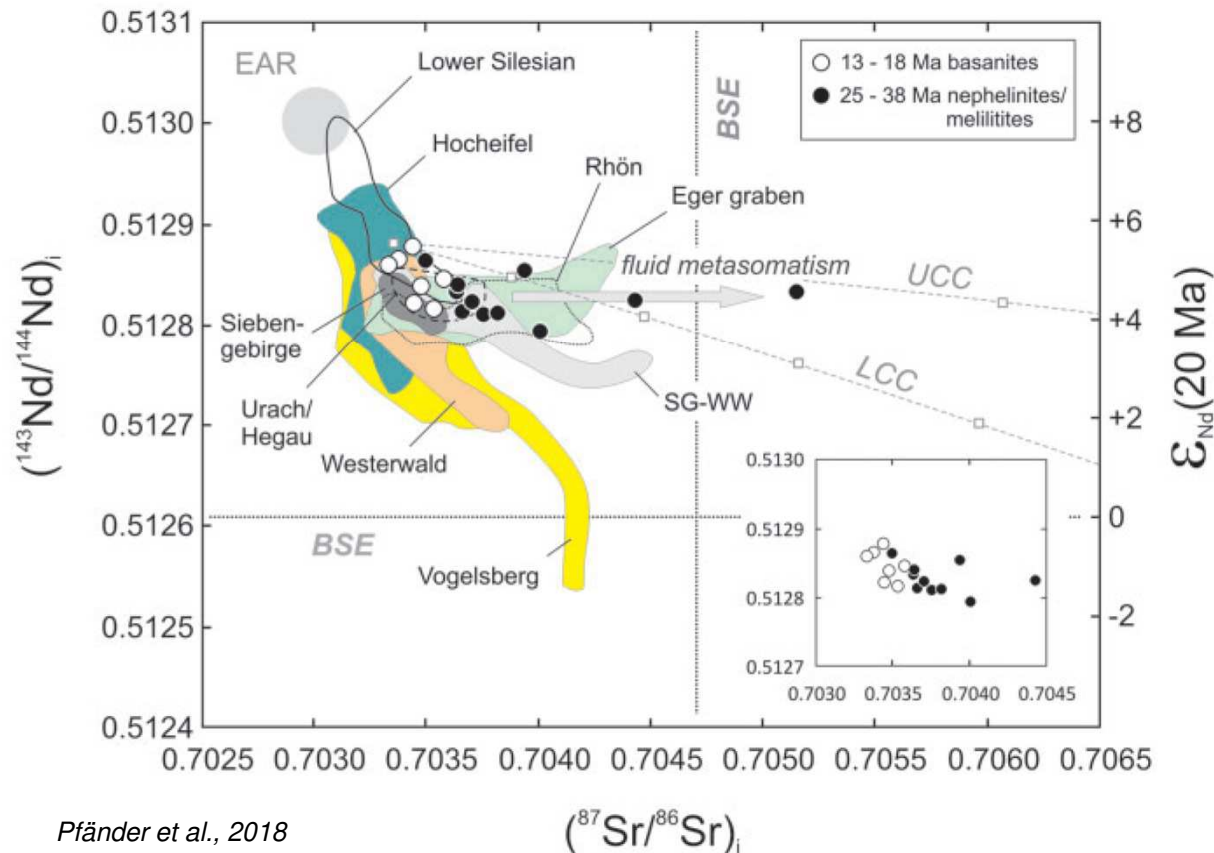 0.5131
0.5130
0.5129
0.5128
0.5127
0.5126
0.5125
0.5124
(¹⁴³Nd/¹⁴⁴Nd)ᵢ
EAR
Lower Silesian
Hocheifel
Rhön
Eger graben
BSE
13 - 18 Ma basanites
25 - 38 Ma nephelinites/
melilitites
fluid metasomatism
UCC
LCC
Sieben-
gebirge
Urach/
Hegau
Westerwald
SG-WW
BSE
Vogelsberg
+8
+6
+4
+2
0
-2
εNd(20 Ma)
0.5130
0.5129
0.5128
0.5127
0.7030 0.7035 0.7040 0.7045
0.7025 0.7030 0.7035 0.7040 0.7045 0.7050 0.7055 0.7060 0.7065
(⁸⁷Sr/⁸⁶Sr)ᵢ
Pfänder et al., 2018